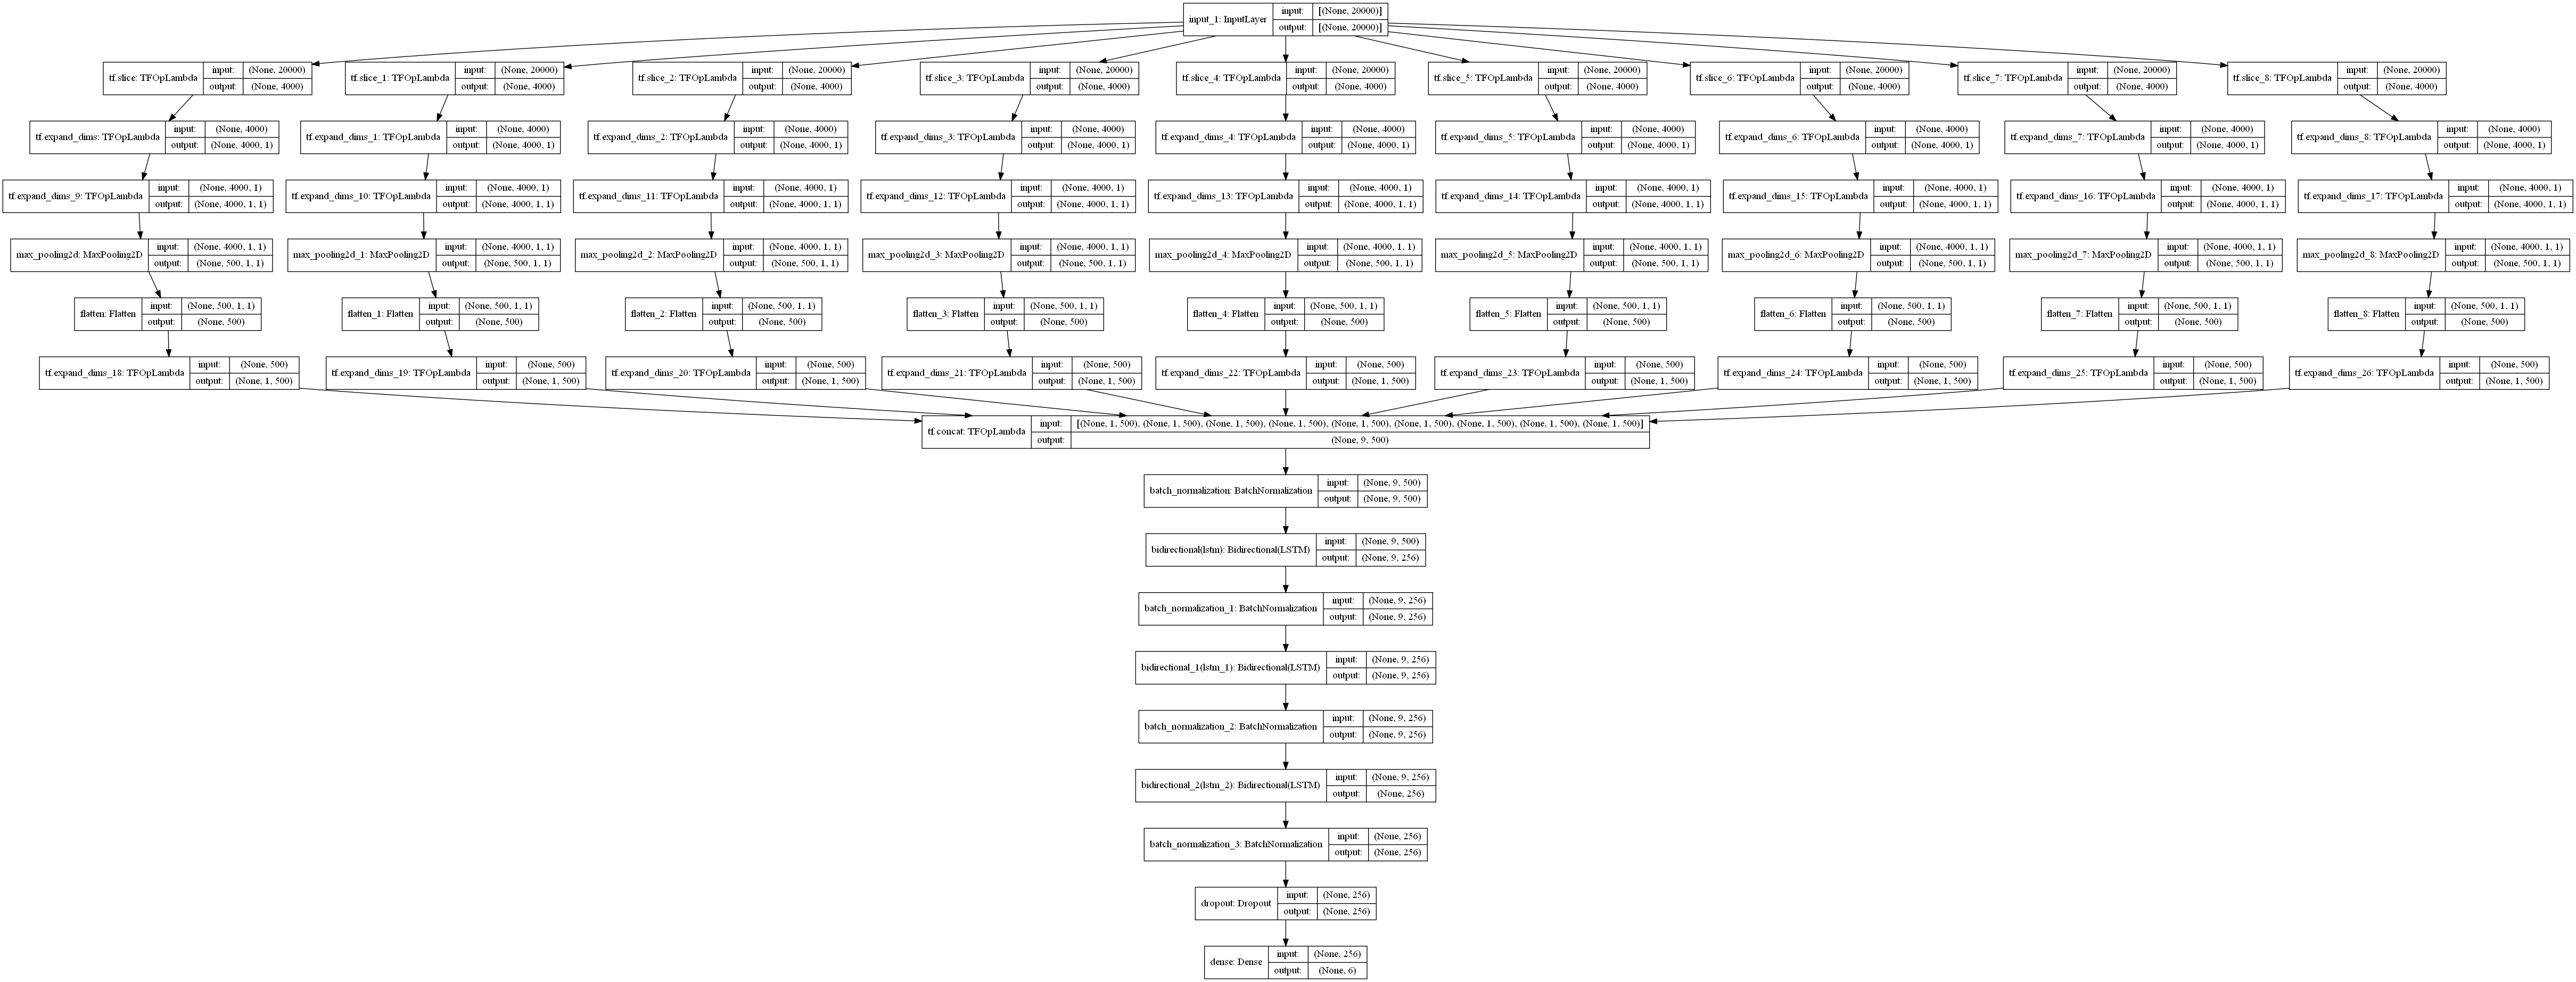 input_1: InputLayer input: [(None, 20000)] output: [(None, 20000)]
tf.slice: TFOpLambda input: (None, 20000) output: (None, 4000)
tf.slice_1: TFOpLambda input: (None, 20000) output: (None, 4000)
tf.slice_2: TFOpLambda input: (None, 20000) output: (None, 4000)
tf.slice_3: TFOpLambda input: (None, 20000) output: (None, 4000)
tf.slice_4: TFOpLambda input: (None, 20000) output: (None, 4000)
tf.slice_5: TFOpLambda input: (None, 20000) output: (None, 4000)
tf.slice_6: TFOpLambda input: (None, 20000) output: (None, 4000)
tf.slice_7: TFOpLambda input: (None, 20000) output: (None, 4000)
tf.slice_8: TFOpLambda input: (None, 20000) output: (None, 4000)
tf.expand_dims: TFOpLambda input: (None, 4000) output: (None, 4000, 1)
tf.expand_dims_1: TFOpLambda input: (None, 4000) output: (None, 4000, 1)
tf.expand_dims_2: TFOpLambda input: (None, 4000) output: (None, 4000, 1)
tf.expand_dims_3: TFOpLambda input: (None, 4000) output: (None, 4000, 1)
tf.expand_dims_4: TFOpLambda input: (None, 4000) output: (None, 4000, 1)
tf.expand_dims_5: TFOpLambda input: (None, 4000) output: (None, 4000, 1)
tf.expand_dims_6: TFOpLambda input: (None, 4000) output: (None, 4000, 1)
tf.expand_dims_7: TFOpLambda input: (None, 4000) output: (None, 4000, 1)
tf.expand_dims_8: TFOpLambda input: (None, 4000) output: (None, 4000, 1)
tf.expand_dims_9: TFOpLambda input: (None, 4000, 1) output: (None, 4000, 1, 1)
tf.expand_dims_10: TFOpLambda input: (None, 4000, 1) output: (None, 4000, 1, 1)
tf.expand_dims_11: TFOpLambda input: (None, 4000, 1) output: (None, 4000, 1, 1)
tf.expand_dims_12: TFOpLambda input: (None, 4000, 1) output: (None, 4000, 1, 1)
tf.expand_dims_13: TFOpLambda input: (None, 4000, 1) output: (None, 4000, 1, 1)
tf.expand_dims_14: TFOpLambda input: (None, 4000, 1) output: (None, 4000, 1, 1)
tf.expand_dims_15: TFOpLambda input: (None, 4000, 1) output: (None, 4000, 1, 1)
tf.expand_dims_16: TFOpLambda input: (None, 4000, 1) output: (None, 4000, 1, 1)
tf.expand_dims_17: TFOpLambda input: (None, 4000, 1) output: (None, 4000, 1, 1)
max_pooling2d: MaxPooling2D input: (None, 4000, 1, 1) output: (None, 500, 1, 1)
max_pooling2d_1: MaxPooling2D input: (None, 4000, 1, 1) output: (None, 500, 1, 1)
max_pooling2d_2: MaxPooling2D input: (None, 4000, 1, 1) output: (None, 500, 1, 1)
max_pooling2d_3: MaxPooling2D input: (None, 4000, 1, 1) output: (None, 500, 1, 1)
max_pooling2d_4: MaxPooling2D input: (None, 4000, 1, 1) output: (None, 500, 1, 1)
max_pooling2d_5: MaxPooling2D input: (None, 4000, 1, 1) output: (None, 500, 1, 1)
max_pooling2d_6: MaxPooling2D input: (None, 4000, 1, 1) output: (None, 500, 1, 1)
max_pooling2d_7: MaxPooling2D input: (None, 4000, 1, 1) output: (None, 500, 1, 1)
max_pooling2d_8: MaxPooling2D input: (None, 4000, 1, 1) output: (None, 500, 1, 1)
flatten: Flatten input: (None, 500, 1, 1) output: (None, 500)
flatten_1: Flatten input: (None, 500, 1, 1) output: (None, 500)
flatten_2: Flatten input: (None, 500, 1, 1) output: (None, 500)
flatten_3: Flatten input: (None, 500, 1, 1) output: (None, 500)
flatten_4: Flatten input: (None, 500, 1, 1) output: (None, 500)
flatten_5: Flatten input: (None, 500, 1, 1) output: (None, 500)
flatten_6: Flatten input: (None, 500, 1, 1) output: (None, 500)
flatten_7: Flatten input: (None, 500, 1, 1) output: (None, 500)
flatten_8: Flatten input: (None, 500, 1, 1) output: (None, 500)
tf.expand_dims_18: TFOpLambda input: (None, 500) output: (None, 1, 500)
tf.expand_dims_19: TFOpLambda input: (None, 500) output: (None, 1, 500)
tf.expand_dims_20: TFOpLambda input: (None, 500) output: (None, 1, 500)
tf.expand_dims_21: TFOpLambda input: (None, 500) output: (None, 1, 500)
tf.expand_dims_22: TFOpLambda input: (None, 500) output: (None, 1, 500)
tf.expand_dims_23: TFOpLambda input: (None, 500) output: (None, 1, 500)
tf.expand_dims_24: TFOpLambda input: (None, 500) output: (None, 1, 500)
tf.expand_dims_25: TFOpLambda input: (None, 500) output: (None, 1, 500)
tf.expand_dims_26: TFOpLambda input: (None, 500) output: (None, 1, 500)
tf.concat: TFOpLambda input: [(None, 1, 500), (None, 1, 500), (None, 1, 500), (None, 1, 500), (None, 1, 500), (None, 1, 500), (None, 1, 500), (None, 1, 500), (None, 1, 500)] output: (None, 9, 500)
batch_normalization: BatchNormalization input: (None, 9, 500) output: (None, 9, 500)
bidirectional(lstm): Bidirectional(LSTM) input: (None, 9, 500) output: (None, 9, 256)
batch_normalization_1: BatchNormalization input: (None, 9, 256) output: (None, 9, 256)
bidirectional_1(lstm_1): Bidirectional(LSTM) input: (None, 9, 256) output: (None, 9, 256)
batch_normalization_2: BatchNormalization input: (None, 9, 256) output: (None, 9, 256)
bidirectional_2(lstm_2): Bidirectional(LSTM) input: (None, 9, 256) output: (None, 256)
batch_normalization_3: BatchNormalization input: (None, 256) output: (None, 256)
dropout: Dropout input: (None, 256) output: (None, 256)
dense: Dense input: (None, 256) output: (None, 6)